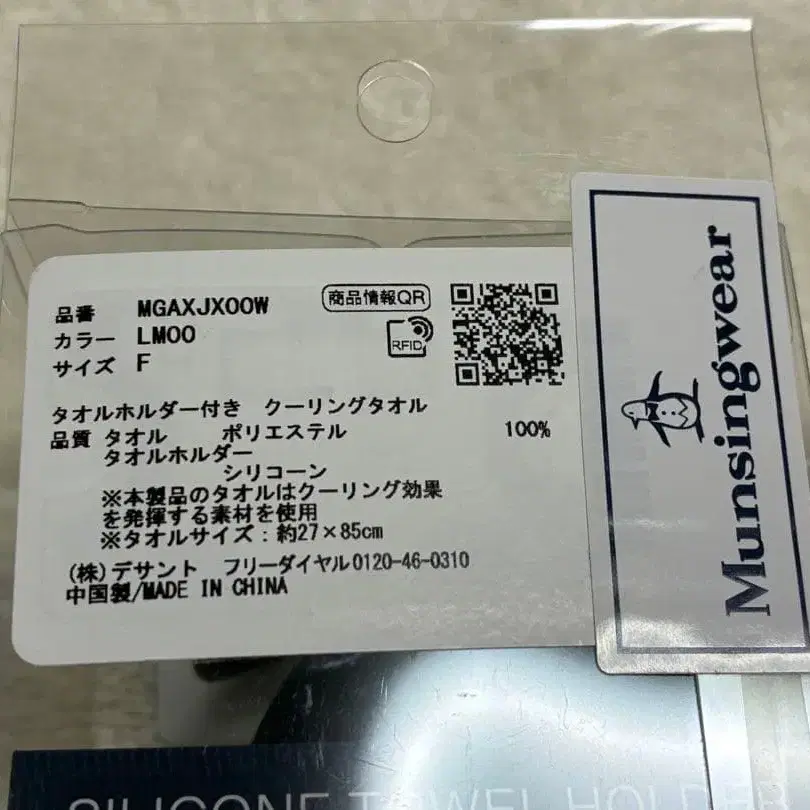 品番 MGAXJX00W 商品情報QR
カラー LM00
RFID
サイズ F
タオルホルダー付き クーリングタオル
品質 タオル ポリエステル 100%
タオルホルダー
シリコーン
※本製品のタオルはクーリング効果
を発揮する素材を使用
※タオルサイズ：約27×85cm
(株)デサント フリーダイヤル0120-46-0310
中国製/MADE IN CHINA
Munsingwear
SILICONE TOWEL HOLDER